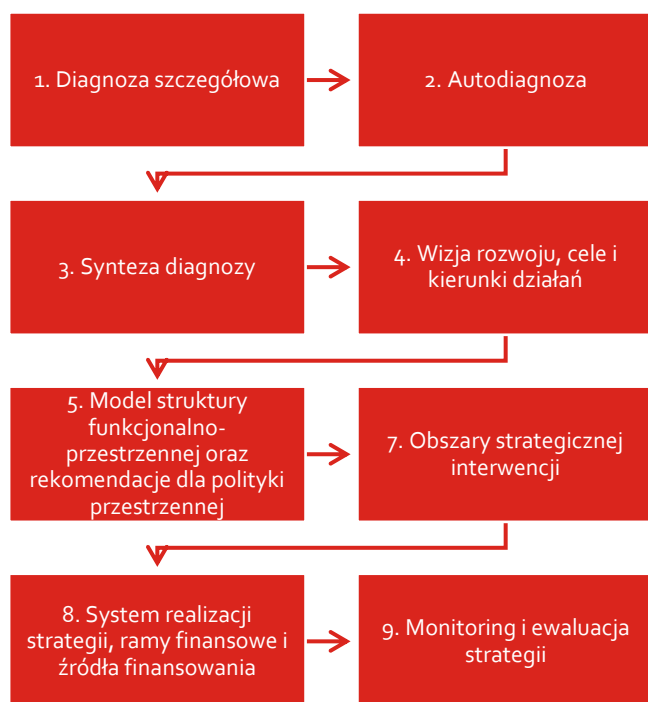 1. Diagnoza szczegółowa
2. Autodiagnoza
3. Synteza diagnozy
4. Wizja rozwoju, cele i
kierunki działań
5. Model struktury
funkcjonalno-
przestrzennej oraz
rekomendacje dla polityki
przestrzennej
7. Obszary strategicznej
interwencji
8. System realizacji
strategii, ramy finansowe i
źródła finansowania
9. Monitoring i ewaluacja
strategii